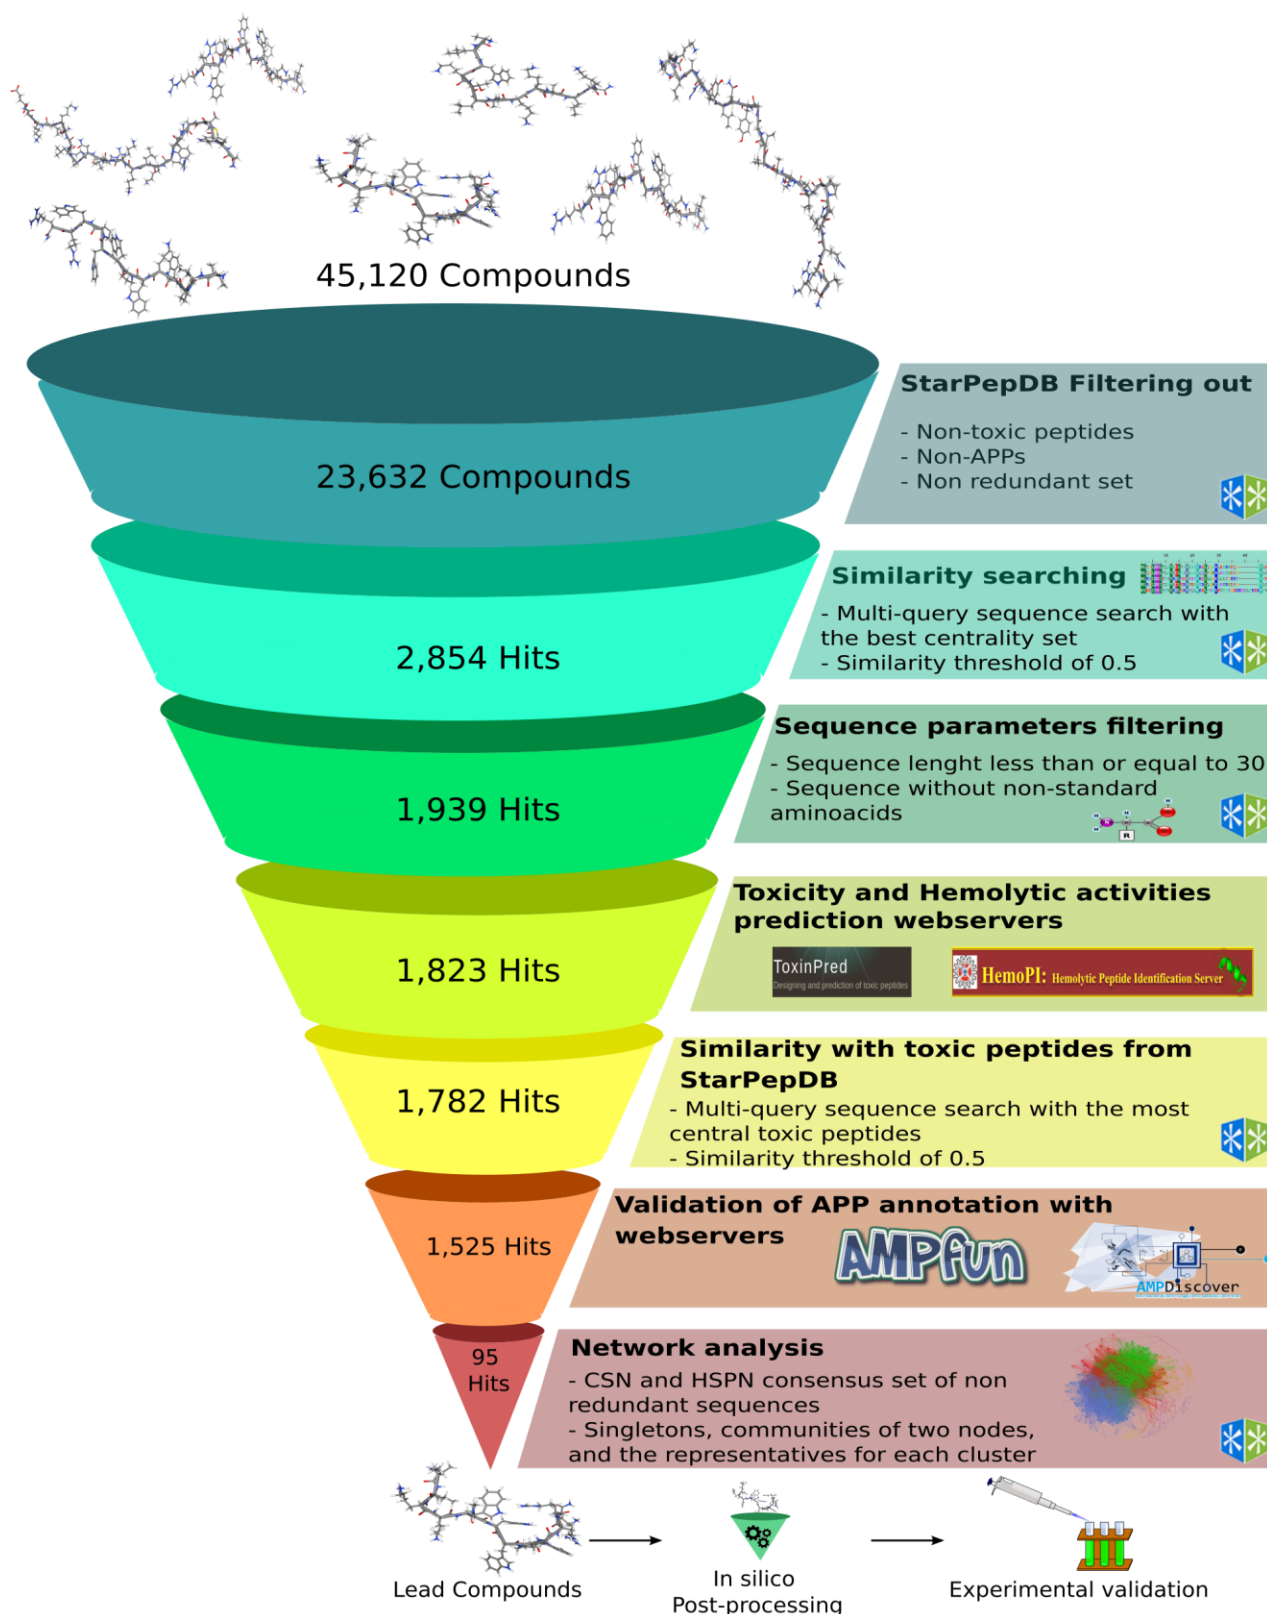 45,120 Compounds
23,632 Compounds
StarPepDB Filtering out
- Non-toxic peptides
- Non-APPs
- Non redundant set
2,854 Hits
Similarity searching
- Multi-query sequence search with
the best centrality set
- Similarity threshold of 0.5
1,939 Hits
Sequence parameters filtering
- Sequence lenght less than or equal to 30
- Sequence without non-standard
aminoacids
R
1,823 Hits
Toxicity and Hemolytic activities
prediction webservers
ToxinPred
Designing and prediction of toxic peptides
HemoPI: Hemolytic Peptide Identification Server
1,782 Hits
Similarity with toxic peptides from
StarPepDB
- Multi-query sequence search with the most
central toxic peptides
- Similarity threshold of 0.5
1,525 Hits
Validation of APP annotation with
webservers
AMPfun
AMPDiscover
95
Hits
Network analysis
- CSN and HSPN consensus set of non
redundant sequences
- Singletons, communities of two nodes,
and the representatives for each cluster
Lead Compounds
In silico
Post-processing
Experimental validation